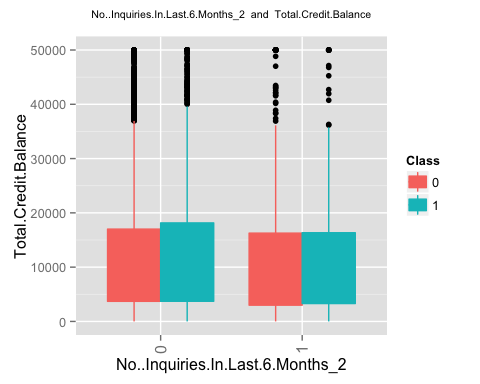 No..Inquiries.In.Last.6.Months_2 and Total.Credit.Balance
50000
40000
30000
20000
10000
0
Total.Credit.Balance
0
1
No..Inquiries.In.Last.6.Months_2
Class
0
1